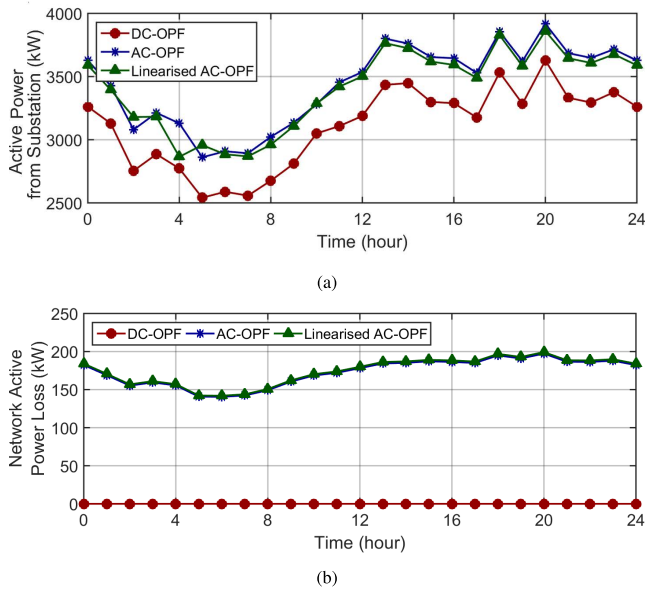 4000
3500
3000
2500
Active Power
from Substation (kW)
DC-OPF
AC-OPF
Linearised AC-OPF
0 4 8 12 16 20 24
Time (hour)
(a)
250
200
150
100
50
0
Network Active
Power Loss (kW)
DC-OPF AC-OPF Linearised AC-OPF
0 4 8 12 16 20 24
Time (hour)
(b)